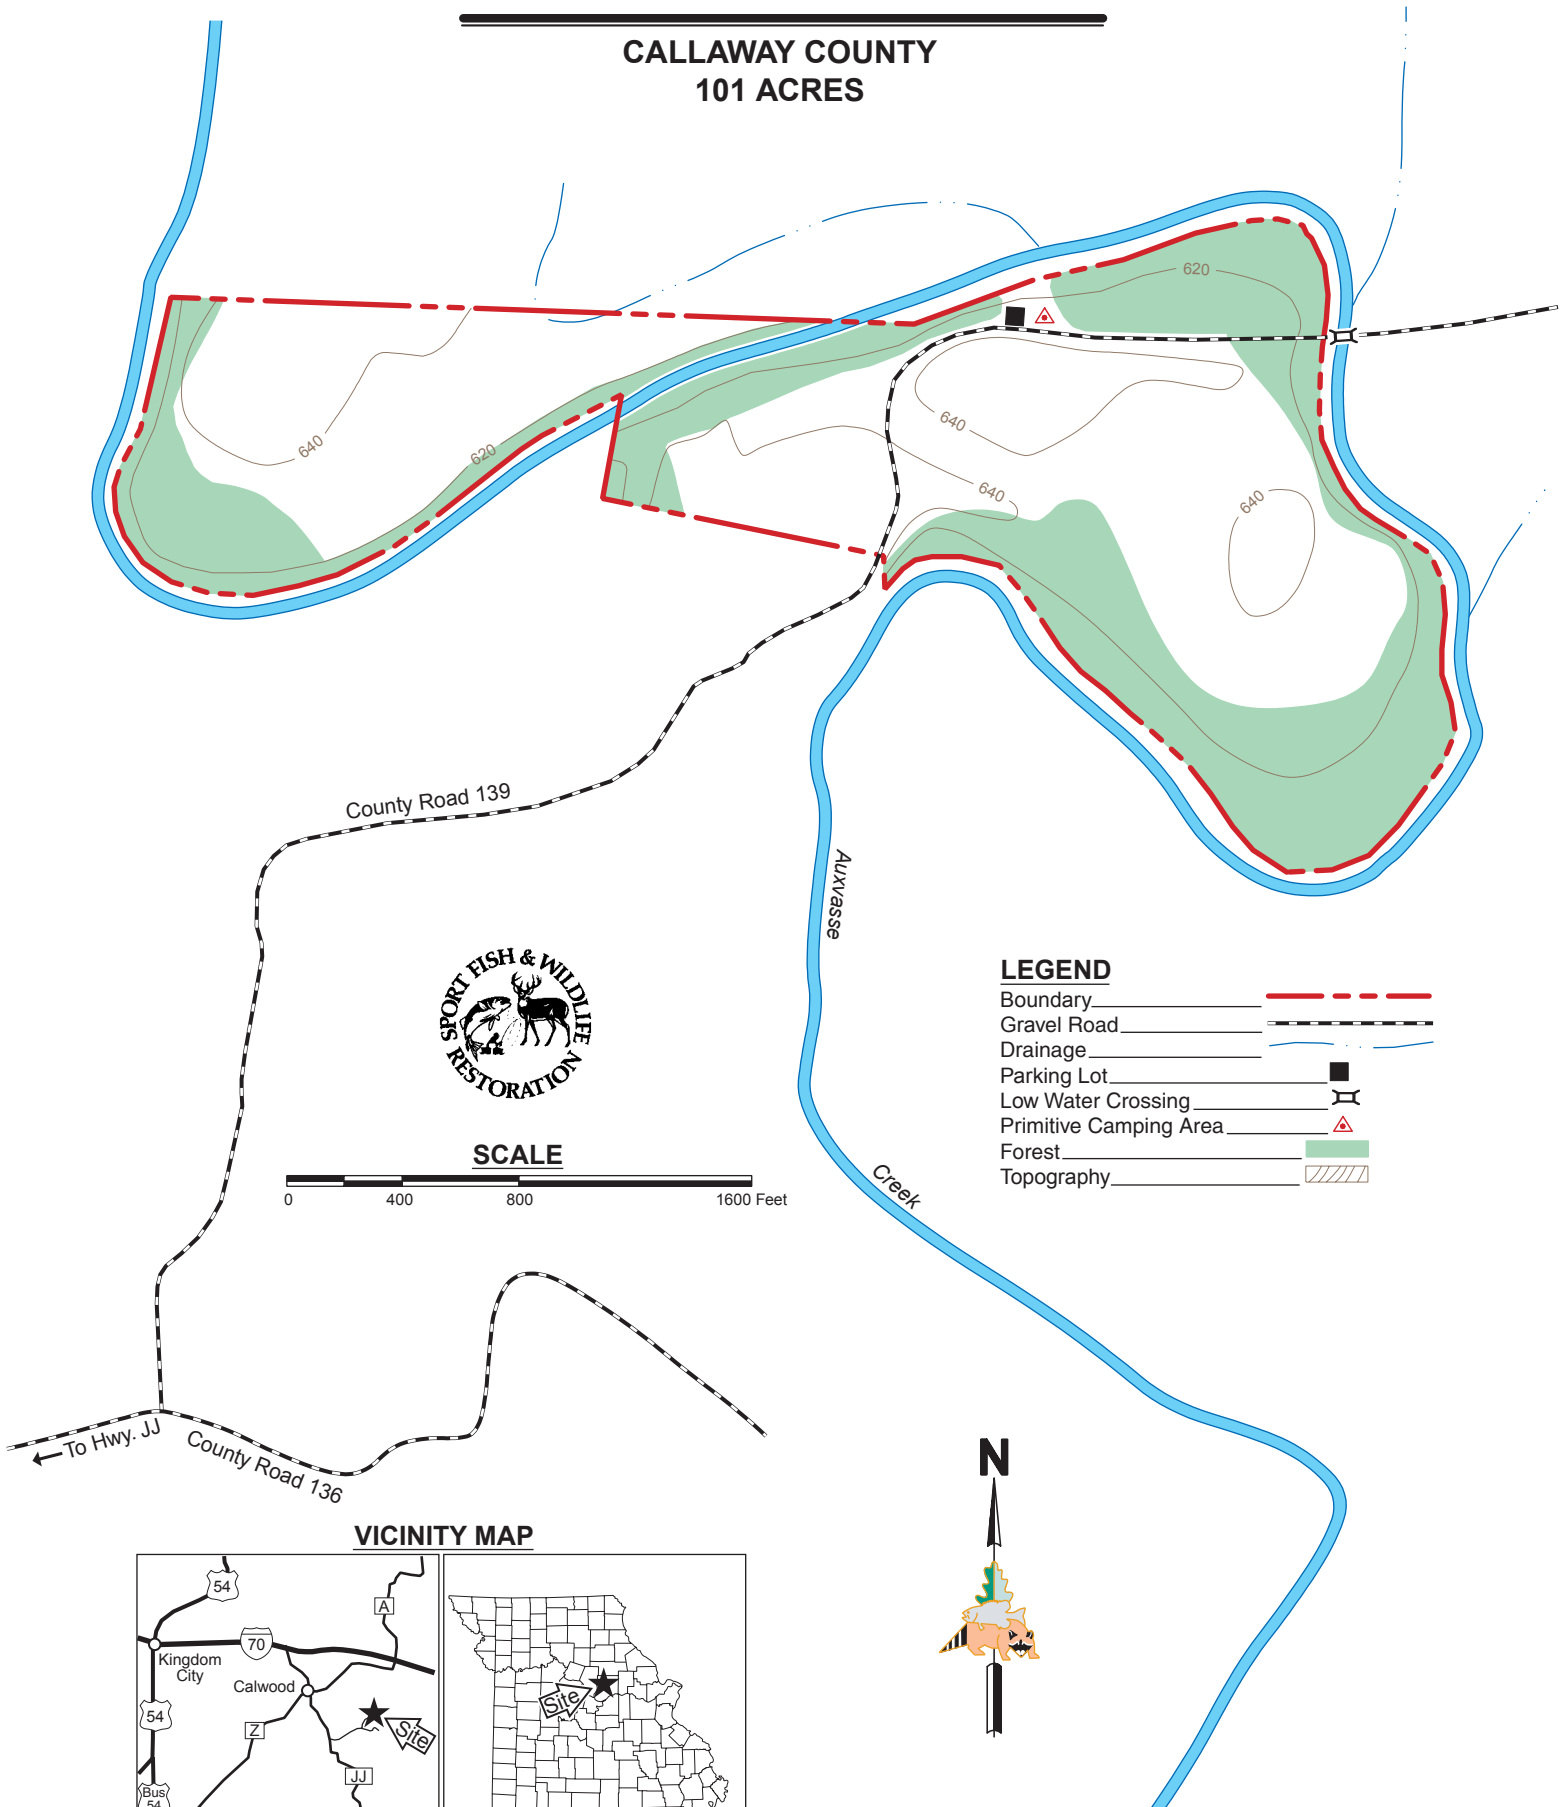 CALLAWAY COUNTY
101 ACRES
620
640
620
640
640
640
County Road 139
Auxvasse
Creek
SPORT FISH & WILDLIFE
RESTORATION
LEGEND
Boundary
Gravel Road
Drainage
Parking Lot
Low Water Crossing
Primitive Camping Area
Forest
Topography
SCALE
0 400 800 1600 Feet
To Hwy. JJ
County Road 136
N
VICINITY MAP
54
A
70
Kingdom
City
Calwood
54
Z
Site
JJ
Bus
54
Site